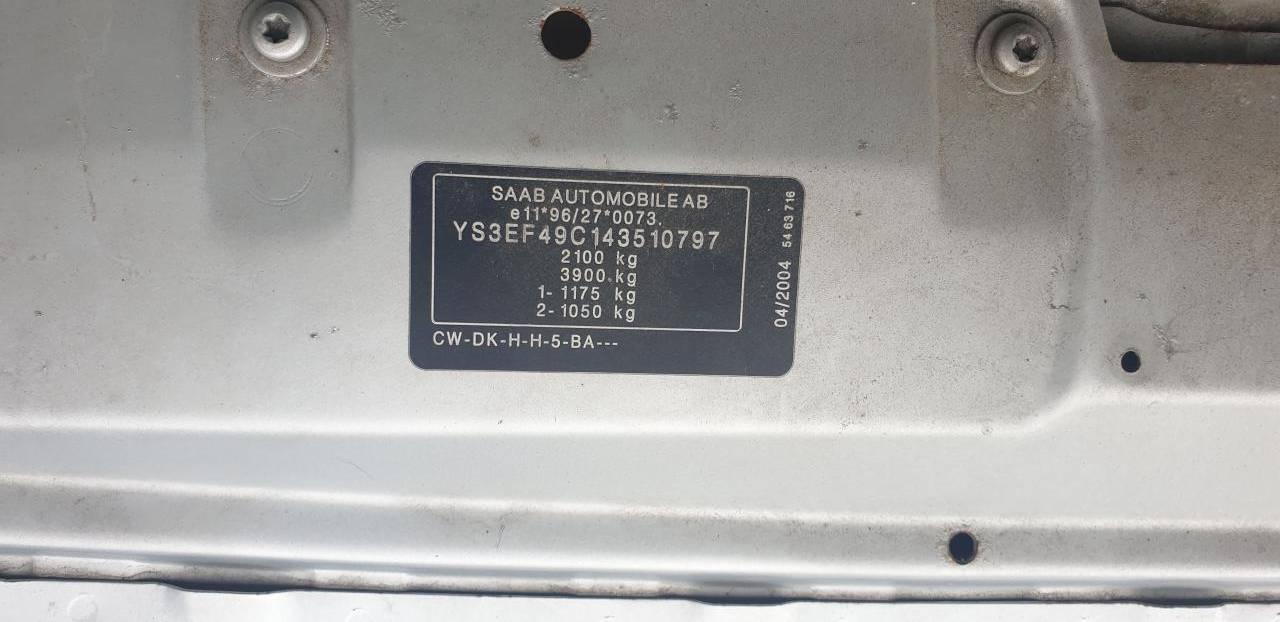 SAAB AUTOMOBILE AB
e11*96/27*0073.
YS3EF49C143510797
2100 kg
3900 kg
1- 1175 kg
2- 1050 kg
CW-DK-H-H-5-BA---
04/2004 54 63 716